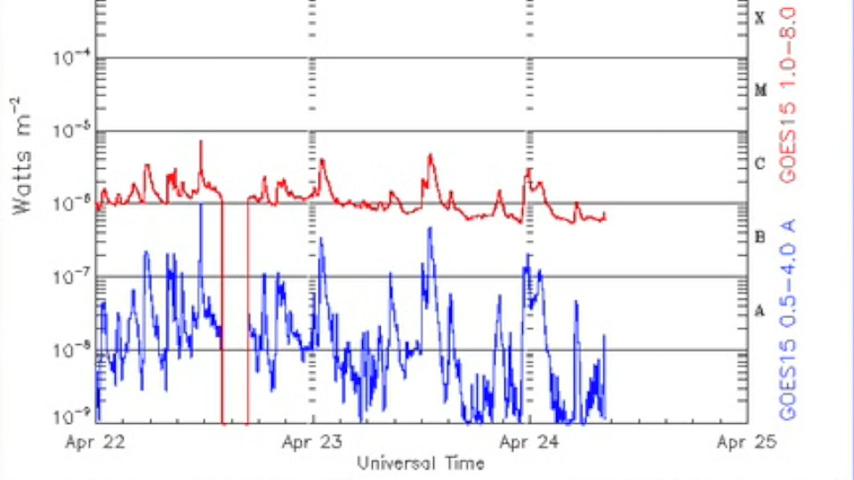 X
10⁻⁴
M
10⁻⁵
C
10⁻⁶
B
10⁻⁷
A
10⁻⁸
10⁻⁹
Watts m⁻²
GOES15 1.0-8.0
GOES15 0.5-4.0 A
Apr 22 Apr 23 Apr 24 Apr 25
Universal Time